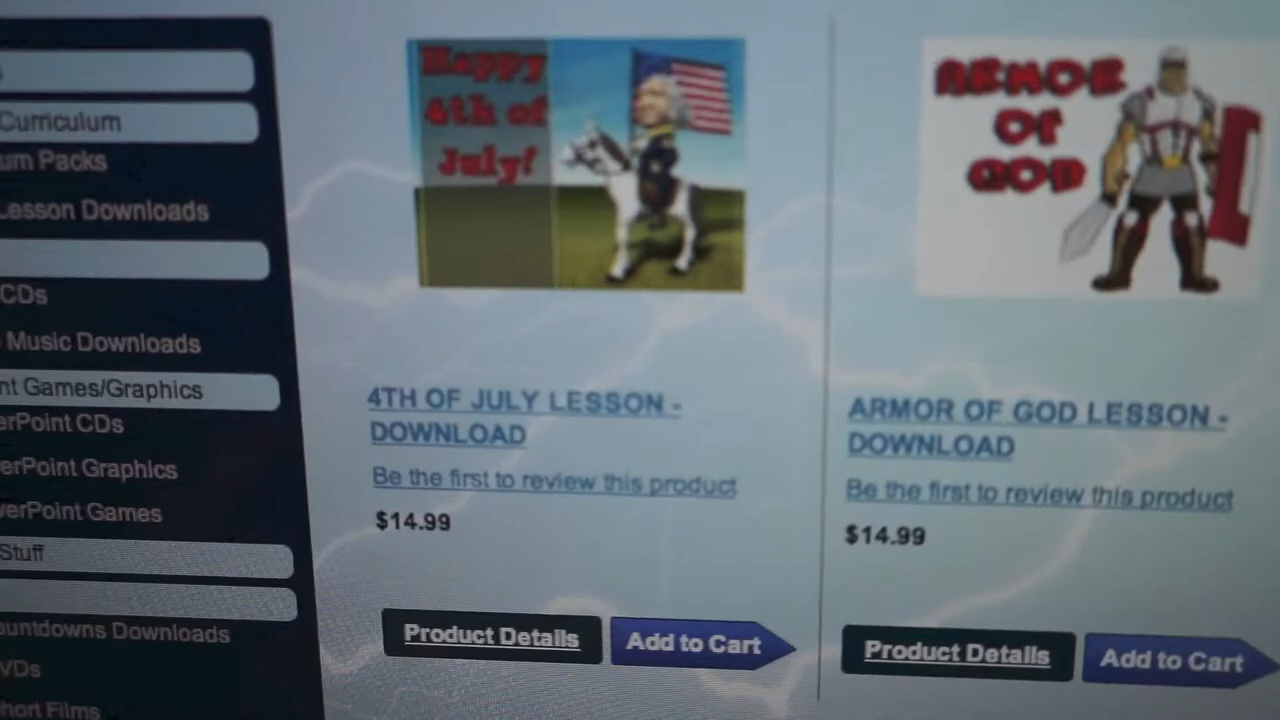 Curriculum
um Packs
Lesson Downloads
CDs
Music Downloads
nt Games/Graphics
erPoint CDs
erPoint Graphics
werPoint Games
Stuff
ountdowns Downloads
VDs
hort Films
Happy
4th of
July!
4TH OF JULY LESSON -
DOWNLOAD
Be the first to review this product
$14.99
Product Details
Add to Cart
ARMOR
OF
GOD
ARMOR OF GOD LESSON -
DOWNLOAD
Be the first to review this product
$14.99
Product Details
Add to Cart